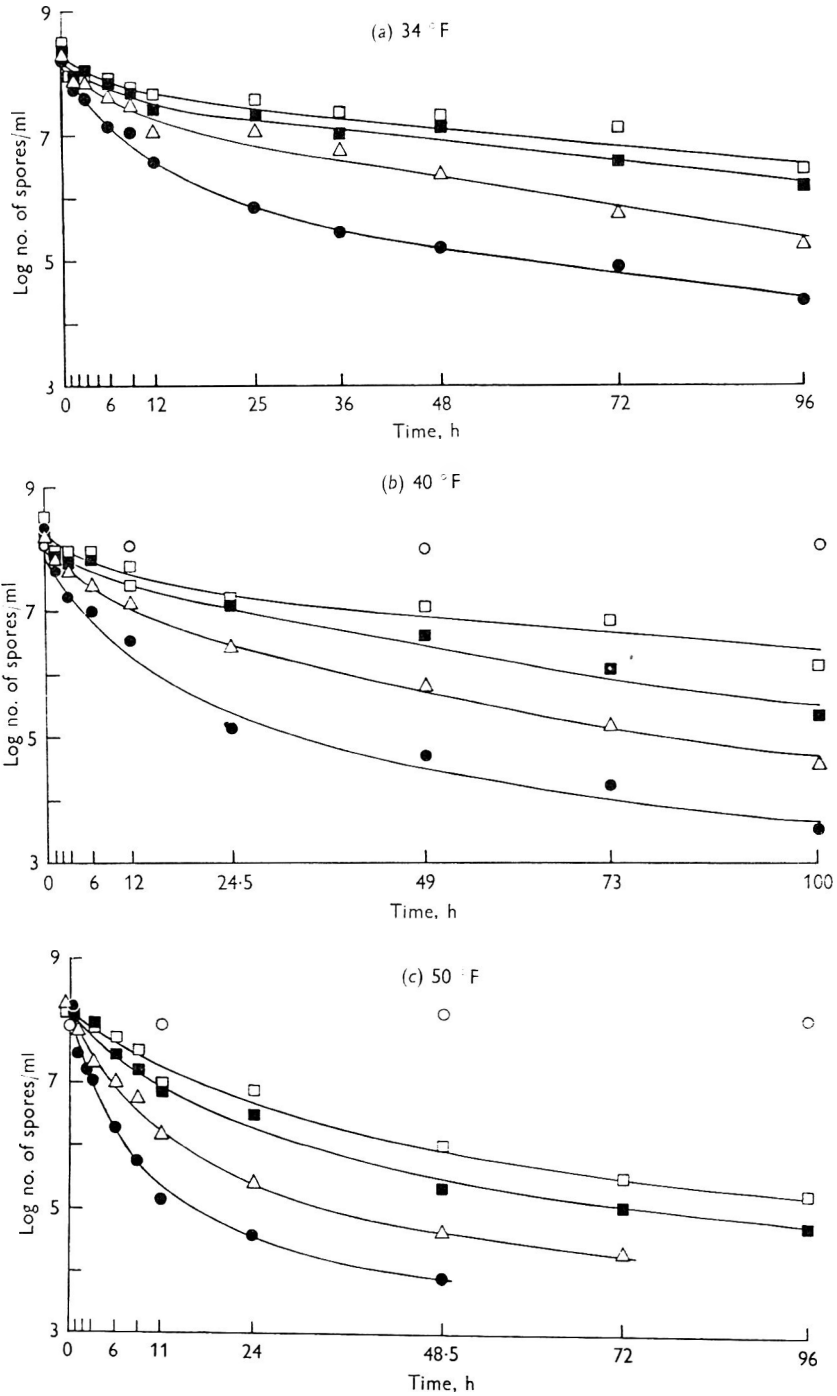 (a) 34 °F
9
7
5
3
Log no. of spores/ml
0 6 12 25 36 48 72 96
Time, h
(b) 40 °F
9
7
5
3
Log no. of spores/ml
0 6 12 24·5 49 73 100
Time, h
(c) 50 °F
9
7
5
3
Log no. of spores/ml
0 6 11 24 48·5 72 96
Time, h